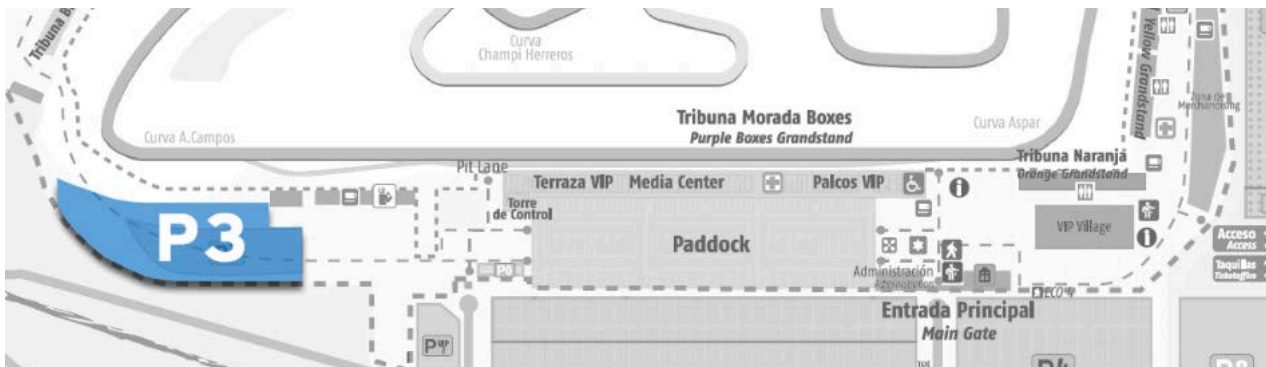 Tribuna B
Curva
Champi Herreros
Yellow Grandstand
Zona de
Merchandising
Curva A.Campos
Tribuna Morada Boxes
Purple Boxes Grandstand
Curva Aspar
Pit Lane
Tribuna Naranja
Orange Grandstand
Terraza VIP
Media Center
Palcos VIP
Torre
de Control
VIP Village
P3
Paddock
Acceso
Access
P0
Administración
Taquillas
Ticketoffice
Entrada Principal
Main Gate
P
P4
P8